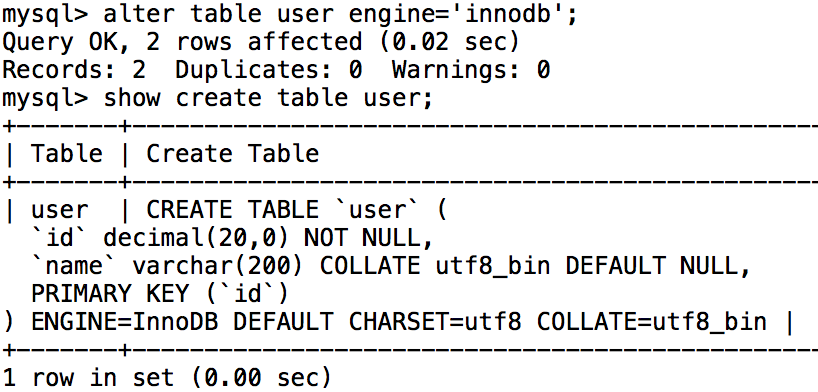 mysql> alter table user engine='innodb';
Query OK, 2 rows affected (0.02 sec)
Records: 2  Duplicates: 0  Warnings: 0
mysql> show create table user;
+-------+------------------------------------------
| Table | Create Table
+-------+------------------------------------------
| user  | CREATE TABLE `user` (
  `id` decimal(20,0) NOT NULL,
  `name` varchar(200) COLLATE utf8_bin DEFAULT NULL,
  PRIMARY KEY (`id`)
) ENGINE=InnoDB DEFAULT CHARSET=utf8 COLLATE=utf8_bin |
+-------+------------------------------------------
1 row in set (0.00 sec)